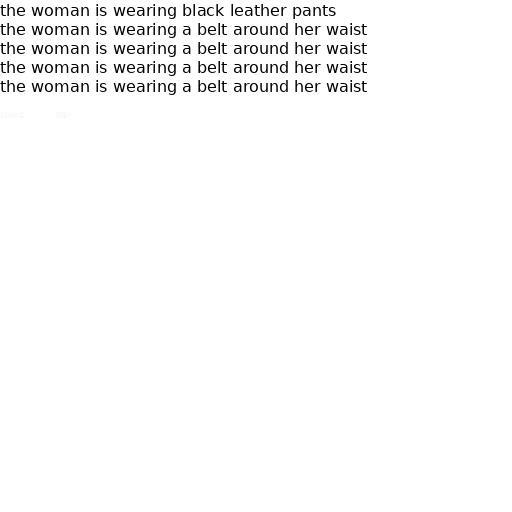 the woman is wearing black leather pants
the woman is wearing a belt around her waist
the woman is wearing a belt around her waist
the woman is wearing a belt around her waist
the woman is wearing a belt around her waist